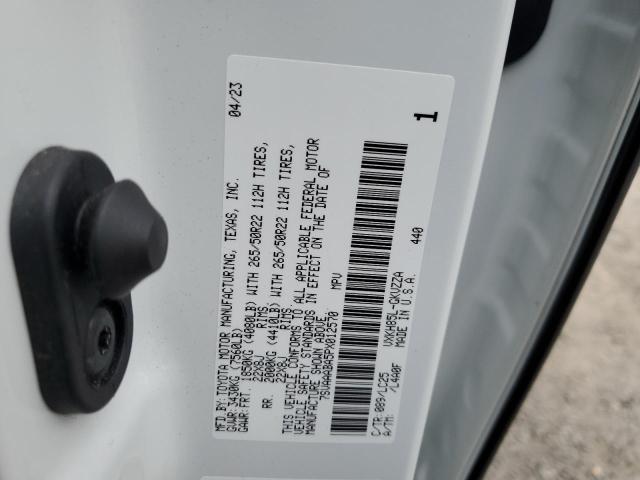 MFD.BY:TOYOTA MOTOR MANUFACTURING, TEXAS, INC. 04/23
GVWR:3430KG (7560LB)
GAWR:FRT. 1850KG (4080LB) WITH 265/50R22 112H TIRES,
22X8J RIMS,
RR. 2000KG (4410LB) WITH 265/50R22 112H TIRES,
22X8J RIMS.
THIS VEHICLE CONFORMS TO ALL APPLICABLE FEDERAL MOTOR
VEHICLE SAFETY STANDARDS IN EFFECT ON THE DATE OF
MANUFACTURE SHOWN ABOVE.
7SVAAABA5PX012570 MPV
1
C/TR:089/LC25 VXKH85L-GKVZZA 440
A/TM: /L4A0F MADE IN U.S.A.